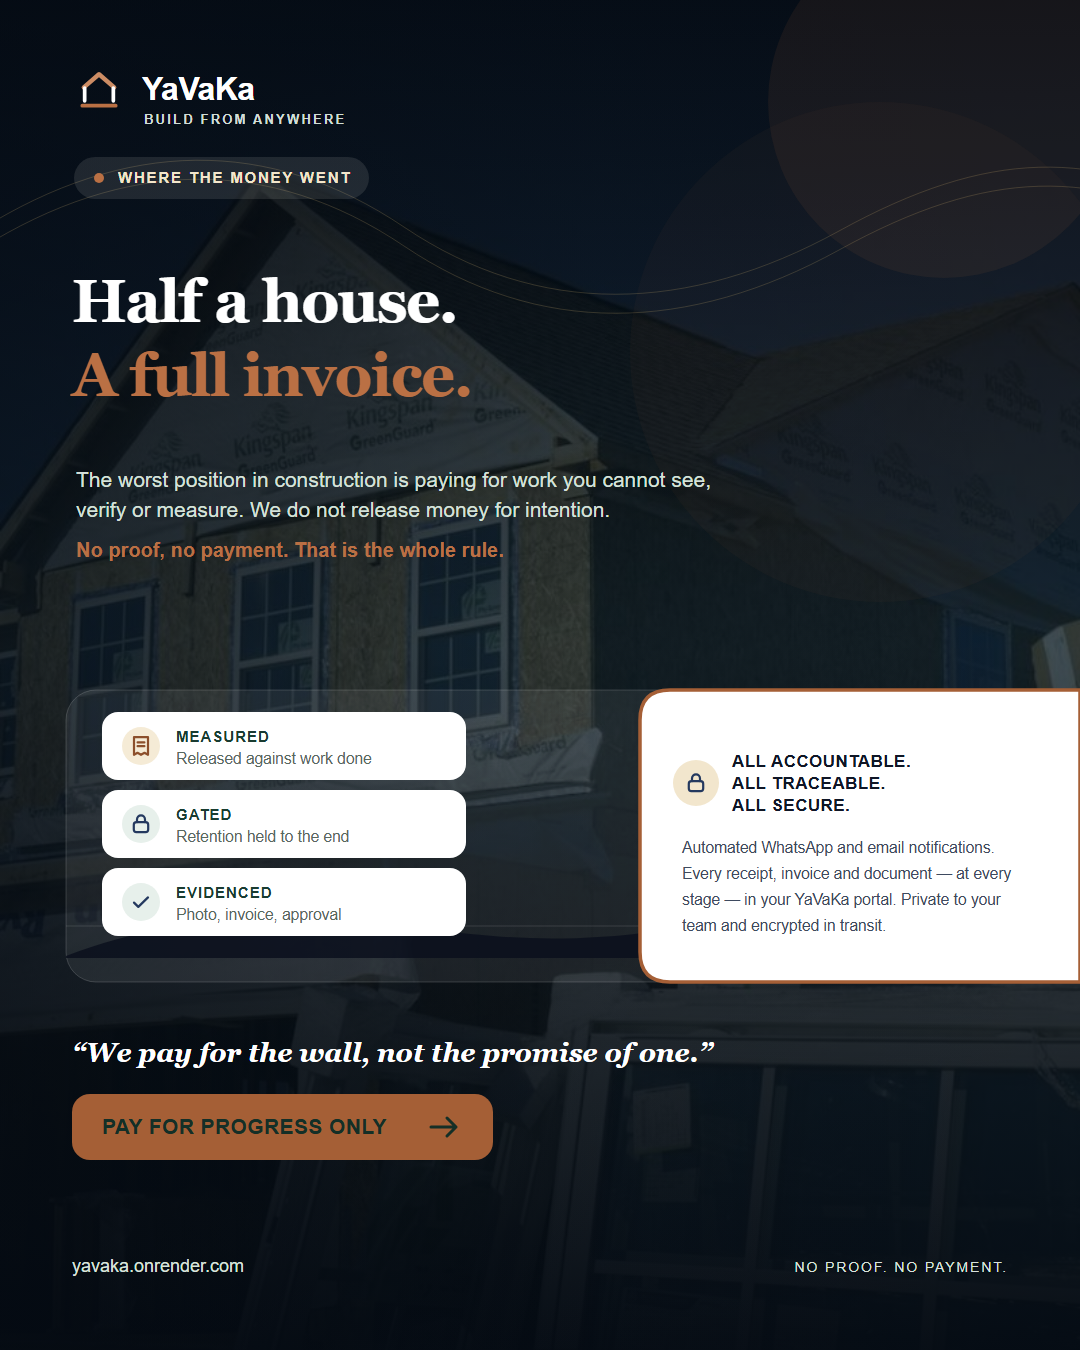 YaVaKa
BUILD FROM ANYWHERE
WHERE THE MONEY WENT
Half a house.
A full invoice.
Kingspan
GreenGuard
Kingspan
GreenGuard
The worst position in construction is paying for work you cannot see,
verify or measure. We do not release money for intention.
No proof, no payment. That is the whole rule.
MEASURED
Released against work done
GATED
Retention held to the end
EVIDENCED
Photo, invoice, approval
ALL ACCOUNTABLE.
ALL TRACEABLE.
ALL SECURE.
Automated WhatsApp and email notifications.
Every receipt, invoice and document — at every
stage — in your YaVaKa portal. Private to your
team and encrypted in transit.
“We pay for the wall, not the promise of one.”
PAY FOR PROGRESS ONLY
yavaka.onrender.com
NO PROOF. NO PAYMENT.